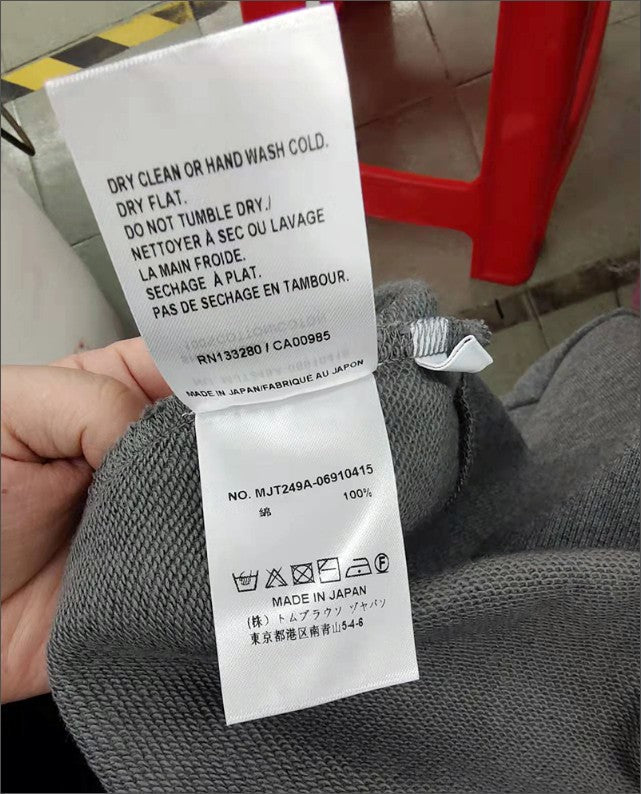 DRY CLEAN OR HAND WASH COLD.
DRY FLAT.
DO NOT TUMBLE DRY./
NETTOYER À SEC OU LAVAGE
LA MAIN FROIDE.
SECHAGE À PLAT.
PAS DE SECHAGE EN TAMBOUR.
RN133280 / CA00985
MADE IN JAPAN/FABRIQUE AU JAPON
NO. MJT249A-06910415
綿 100%
MADE IN JAPAN
(株) トムブラウソ ヅャパソ
東京都港区南青山5-4-6